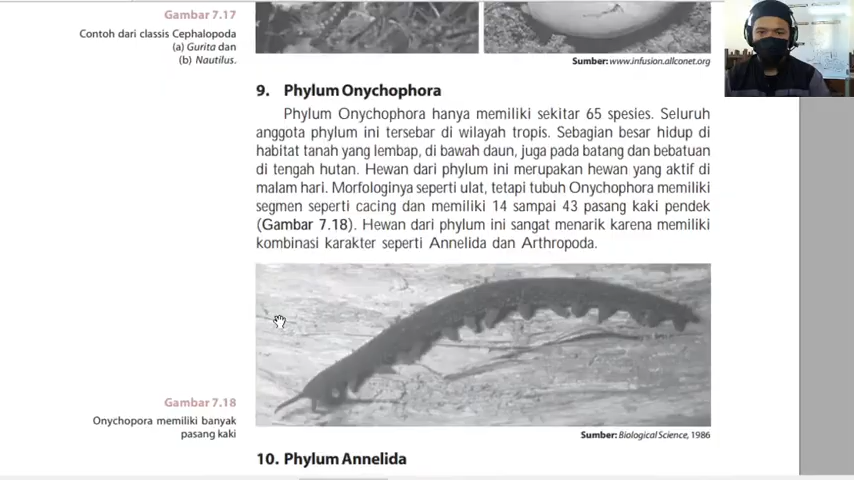 Gambar 7.17
Contoh dari classis Cephalopoda
(a) Gurita dan
(b) Nautilus.
Sumber: www.infusion.allconet.org
9. Phylum Onychophora
Phylum Onychophora hanya memiliki sekitar 65 spesies. Seluruh
anggota phylum ini tersebar di wilayah tropis. Sebagian besar hidup di
habitat tanah yang lembap, di bawah daun, juga pada batang dan bebatuan
di tengah hutan. Hewan dari phylum ini merupakan hewan yang aktif di
malam hari. Morfologinya seperti ulat, tetapi tubuh Onychophora memiliki
segmen seperti cacing dan memiliki 14 sampai 43 pasang kaki pendek
(Gambar 7.18). Hewan dari phylum ini sangat menarik karena memiliki
kombinasi karakter seperti Annelida dan Arthropoda.
Gambar 7.18
Onychopora memiliki banyak
pasang kaki
Sumber: Biological Science, 1986
10. Phylum Annelida